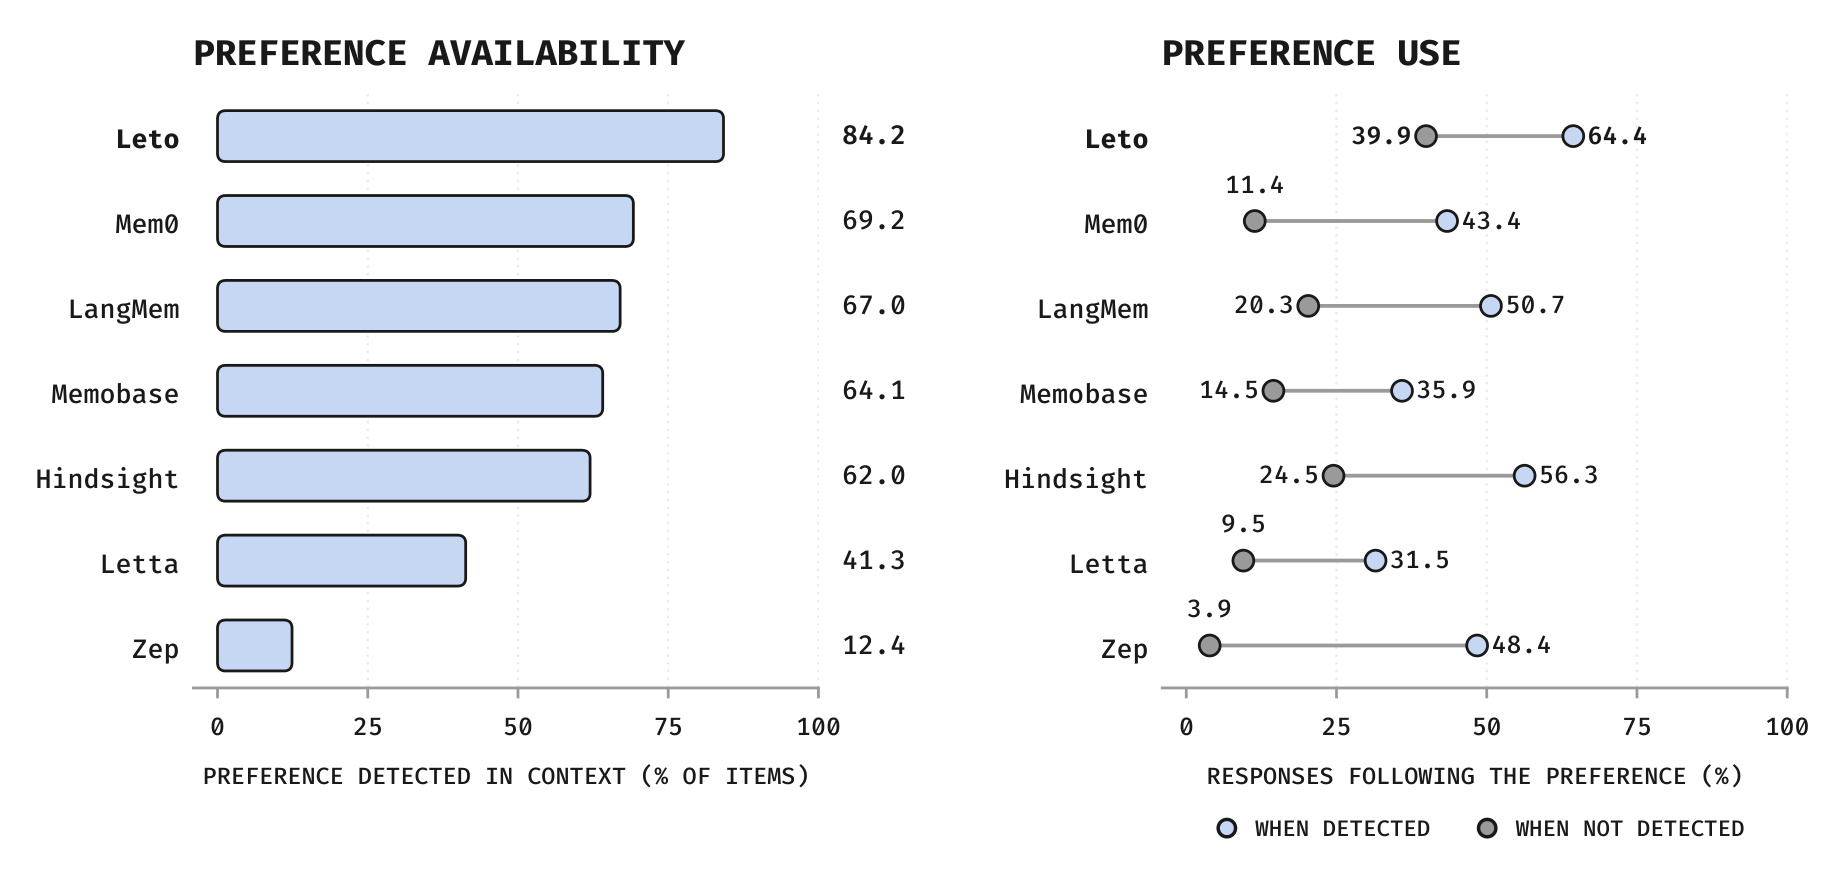 PREFERENCE AVAILABILITY
Leto 84.2
Mem0 69.2
LangMem 67.0
Memobase 64.1
Hindsight 62.0
Letta 41.3
Zep 12.4
0 25 50 75 100
PREFERENCE DETECTED IN CONTEXT (% OF ITEMS)
PREFERENCE USE
Leto 39.9 64.4
11.4
Mem0 43.4
LangMem 20.3 50.7
Memobase 14.5 35.9
Hindsight 24.5 56.3
9.5
Letta 31.5
3.9
Zep 48.4
0 25 50 75 100
RESPONSES FOLLOWING THE PREFERENCE (%)
WHEN DETECTED WHEN NOT DETECTED